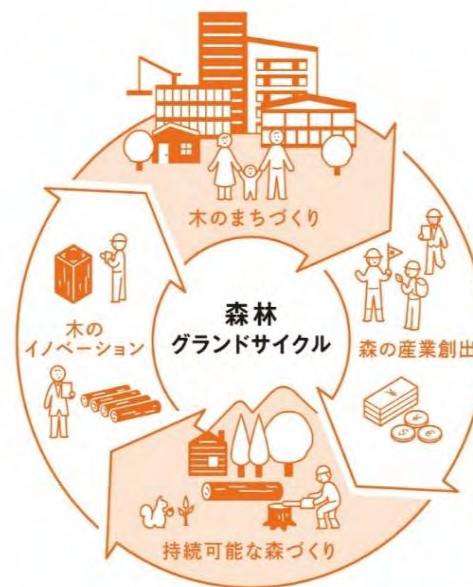 木のまちづくり
木の
イノベーション
森林
グランドサイクル
森の産業創出
¥
$
€
持続可能な森づくり